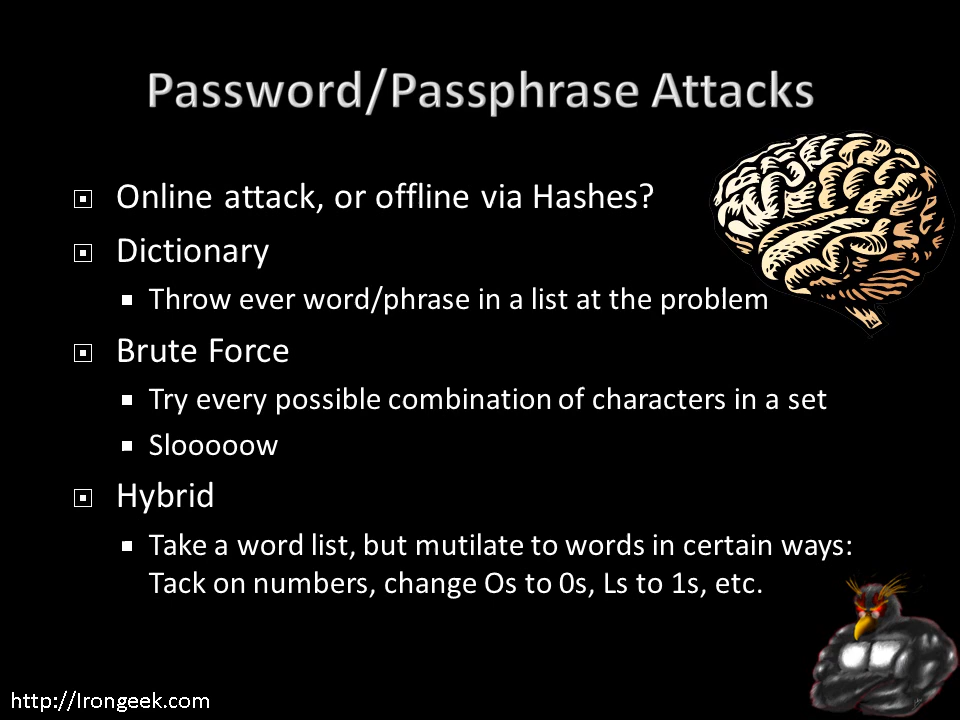 Password/Passphrase Attacks
Online attack, or offline via Hashes?
Dictionary
Throw ever word/phrase in a list at the problem
Brute Force
Try every possible combination of characters in a set
Slooooow
Hybrid
Take a word list, but mutilate to words in certain ways:
Tack on numbers, change Os to 0s, Ls to 1s, etc.
http://Irongeek.com